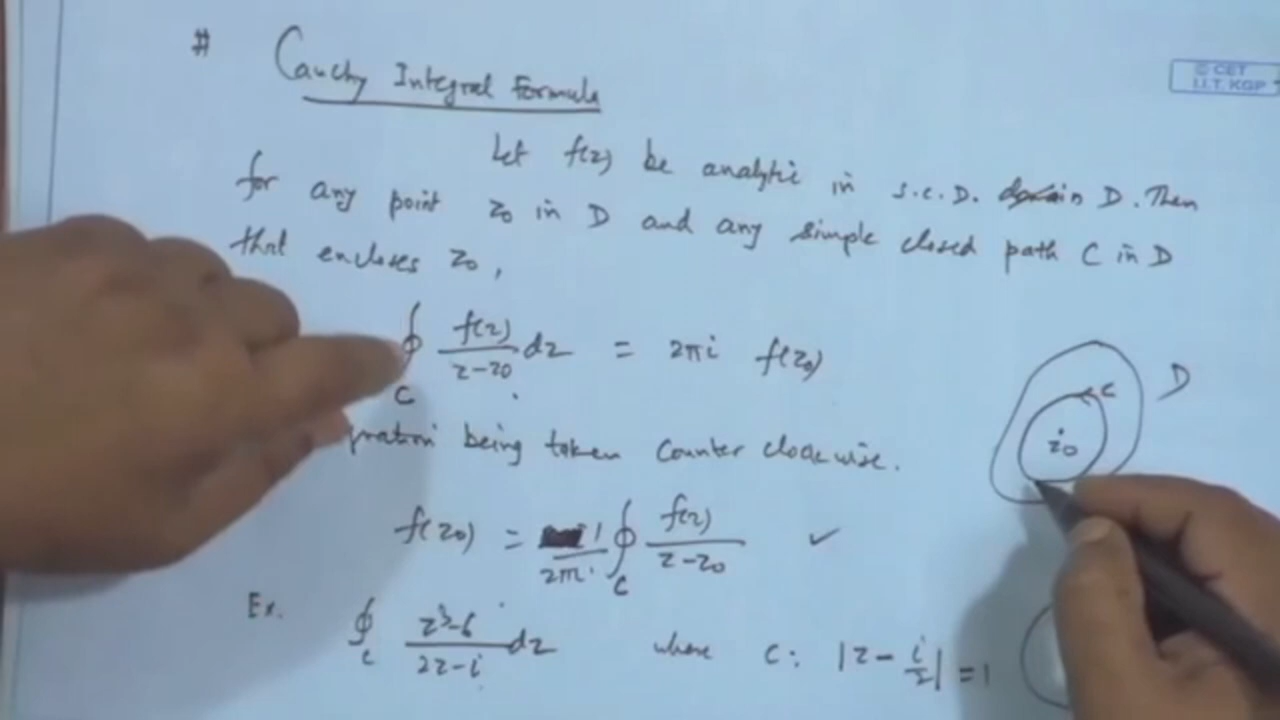 # Cauchy Integral Formula
© CET
I.I.T. KGP
Let f(z) be analytic in s.c.D. D. Then
for any point z0 in D and any simple closed path C in D
that encloses z0,
∮C f(z)/(z-z0) dz = 2πi f(z0)
being taken counter clockwise.
D
C
z0
f(z0) = 1/2πi ∮C f(z)/(z-z0) ✓
Ex. ∮C (z³-6)/(2z-i) dz where C: |z - i/2| = 1